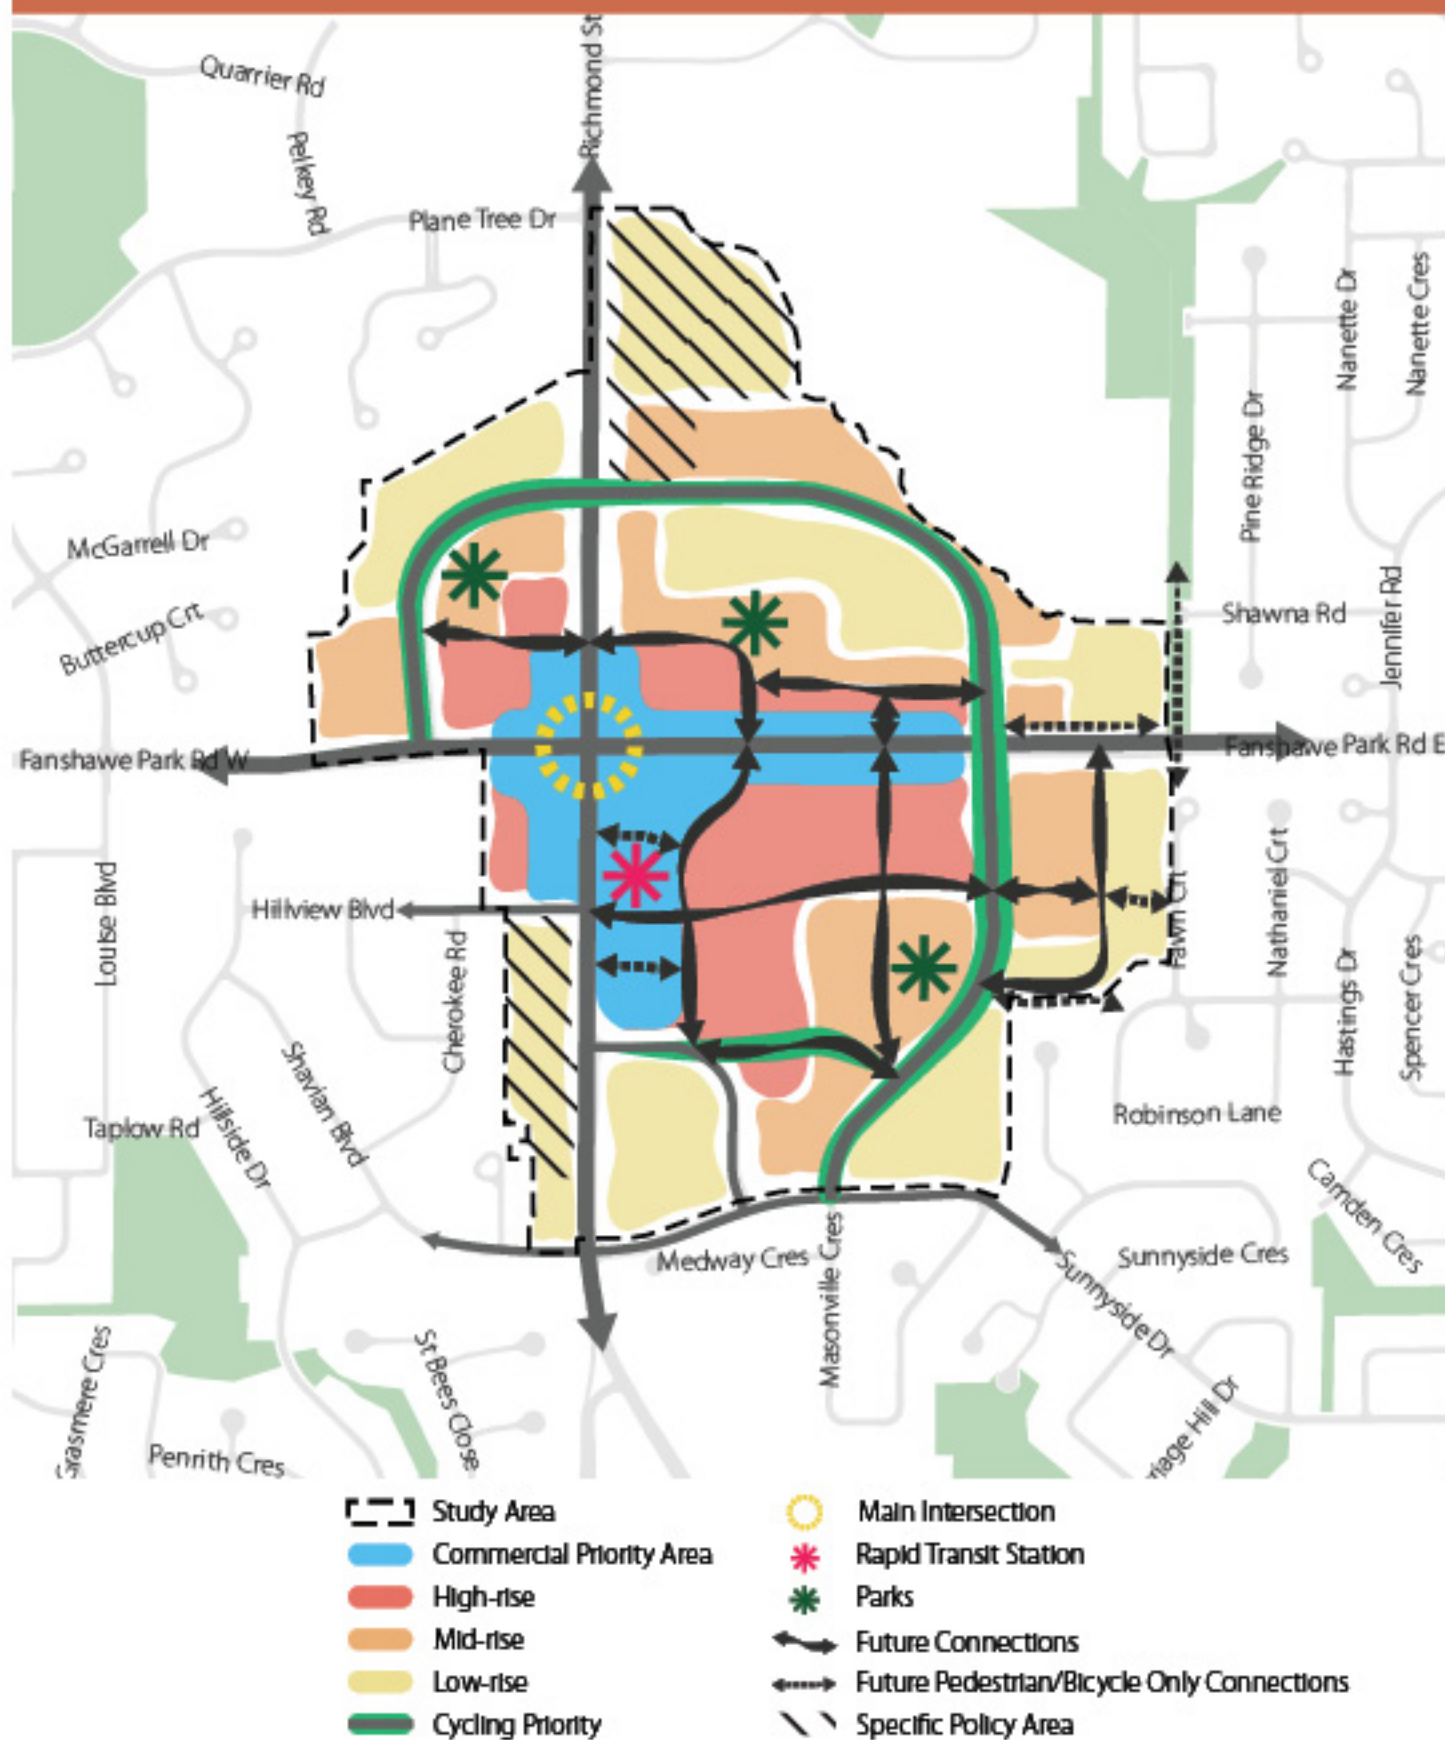 Richmond St
Quarrier Rd
Pelkey Rd
Plane Tree Dr
Nanette Dr
Nanette Cres
Pine Ridge Dr
McGarrell Dr
Buttercup Crt
Shawna Rd
Jennifer Rd
Fanshawe Park Rd W
Fanshawe Park Rd E
Louise Blvd
Hillview Blvd
Cherokee Rd
Fawn Crt
Nathaniel Crt
Hastings Dr
Spencer Cres
Shavian Blvd
Hillside Dr
Taplow Rd
Robinson Lane
Camden Cres
Medway Cres
Masonville Cres
Sunnyside Cres
Sunnyside Dr
Grasmere Cres
St Bees Close
Penrith Cres
riage Hill Dr
Study Area
Commercial Priority Area
High-rise
Mid-rise
Low-rise
Cycling Priority
Main Intersection
Rapid Transit Station
Parks
Future Connections
Future Pedestrian/Bicycle Only Connections
Specific Policy Area